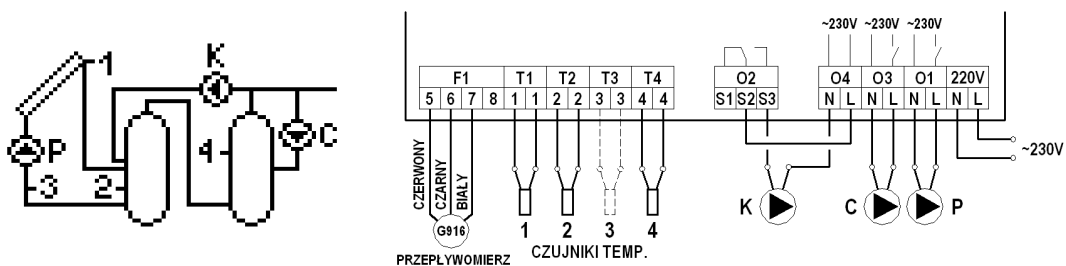 1
K
P
C
4
3
2
~230V ~230V ~230V
F1 T1 T2 T3 T4
5 6 7 8 1 1 2 2 3 3 4 4
O2
S1 S2 S3
O4 O3 O1 220V
N L N L N L N L
~230V
CZERWONY
CZARNY
BIAŁY
G916
PRZEPŁYWOMIERZ
1 2 3 4
CZUJNIKI TEMP.
K C P